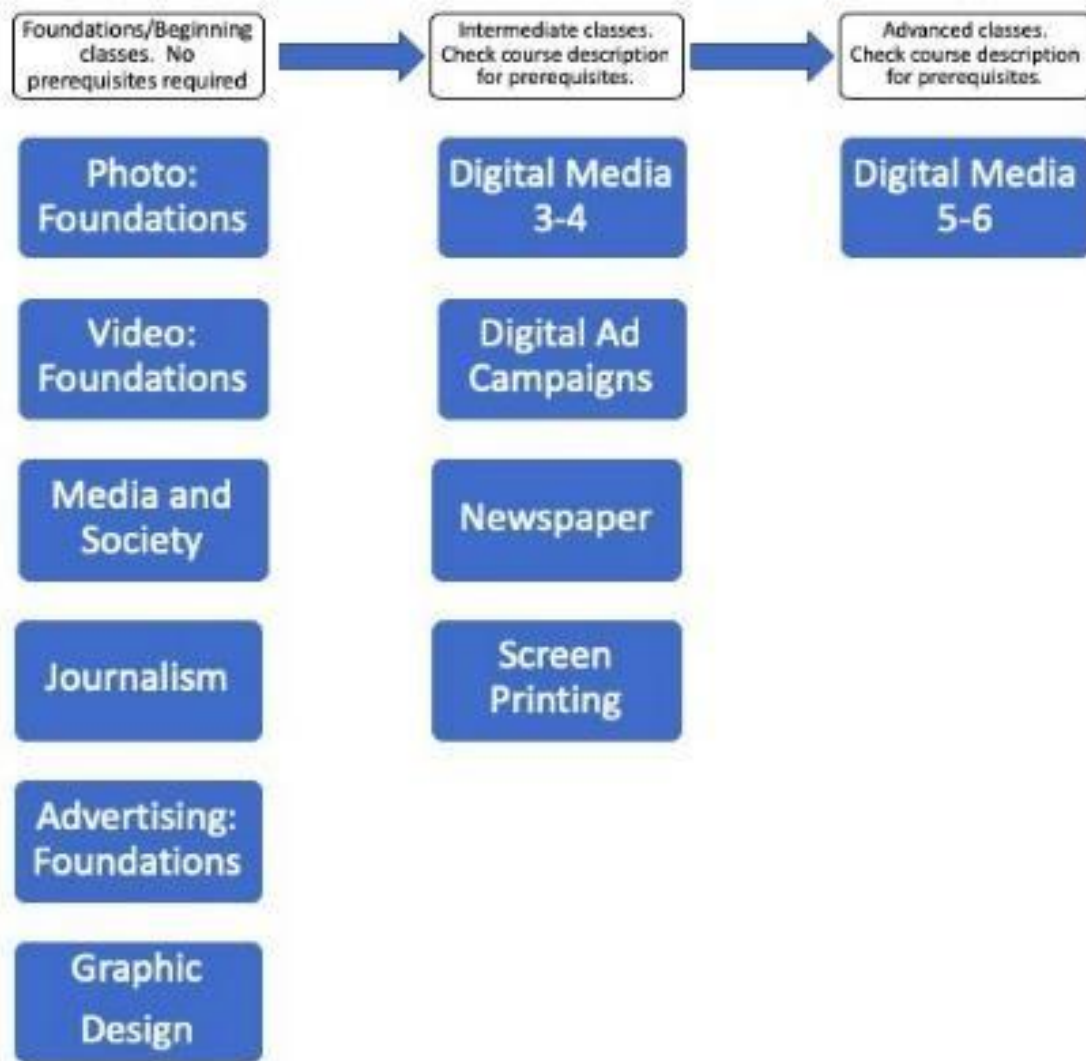 Foundations/Beginning
classes. No
prerequisites required
Intermediate classes.
Check course description
for prerequisites.
Advanced classes.
Check course description
for prerequisites.
Photo:
Foundations
Digital Media
3-4
Digital Media
5-6
Video:
Foundations
Digital Ad
Campaigns
Media and
Society
Newspaper
Journalism
Screen
Printing
Advertising:
Foundations
Graphic
Design